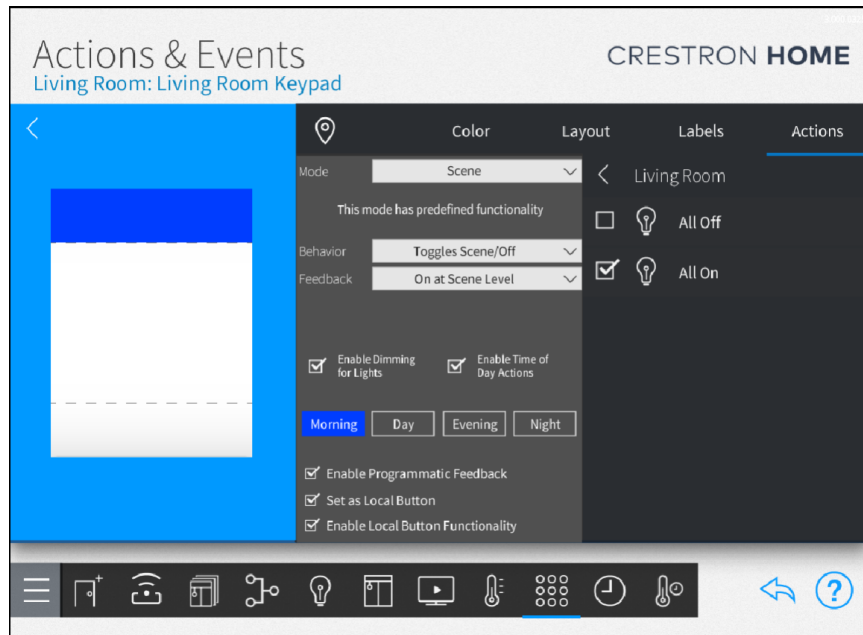 Actions & Events
CRESTRON HOME
Living Room: Living Room Keypad
Color Layout Labels Actions
Mode Scene
Living Room
This mode has predefined functionality
All Off
Behavior Toggles Scene/Off
Feedback On at Scene Level
All On
Enable Dimming
for Lights
Enable Time of
Day Actions
Morning Day Evening Night
Enable Programmatic Feedback
Set as Local Button
Enable Local Button Functionality
?